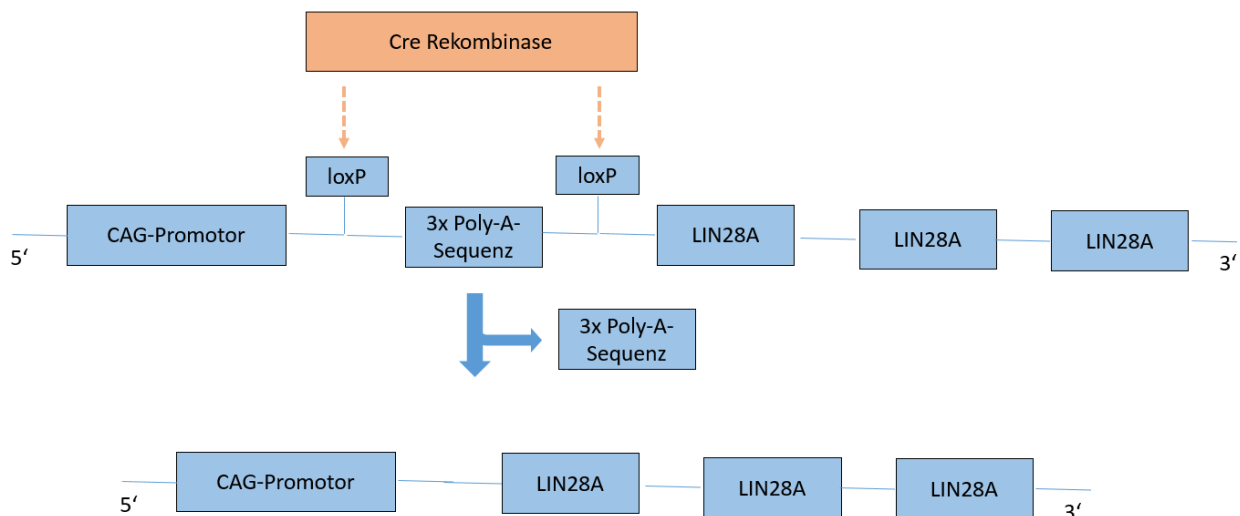 Cre Rekombinase
loxP
loxP
CAG-Promotor
3x Poly-A-
Sequenz
LIN28A
LIN28A
LIN28A
5‘
3‘
3x Poly-A-
Sequenz
CAG-Promotor
LIN28A
LIN28A
LIN28A
5‘
3‘